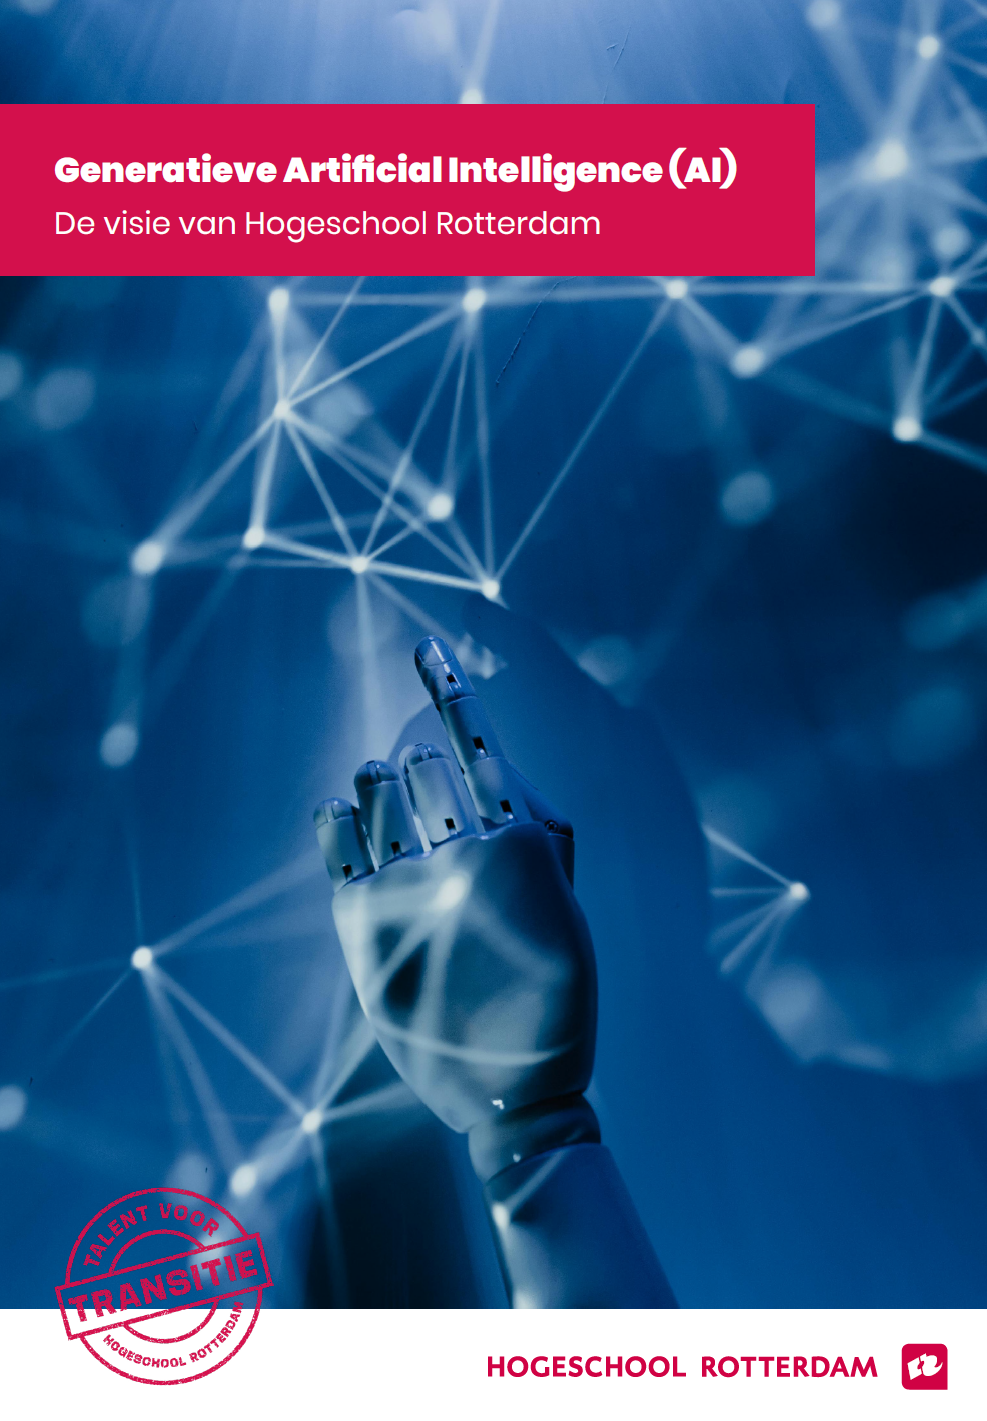 Generatieve Artificial Intelligence (AI)
De visie van Hogeschool Rotterdam
TALENT VOOR
TRANSITIE
HOGESCHOOL ROTTERDAM
HOGESCHOOL ROTTERDAM